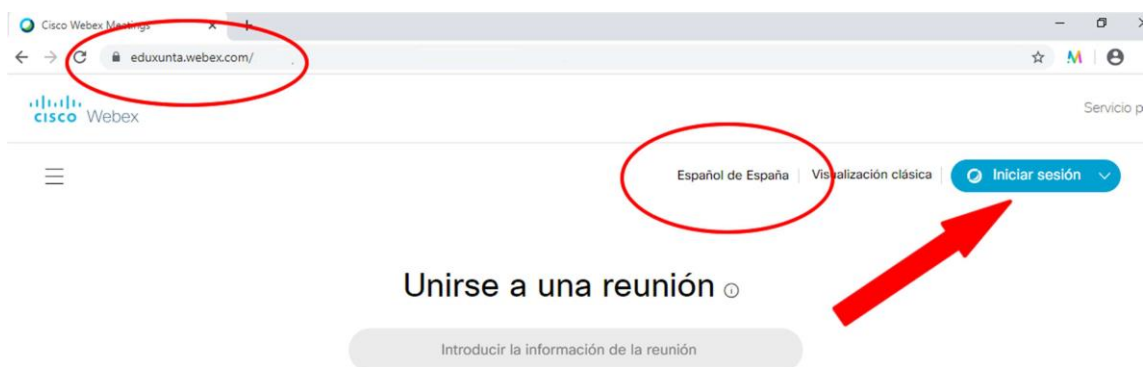 Cisco Webex Meetings
eduxunta.webex.com/
cisco Webex
Servicio p
Español de España Visualización clásica Iniciar sesión
Unirse a una reunión
Introducir la información de la reunión